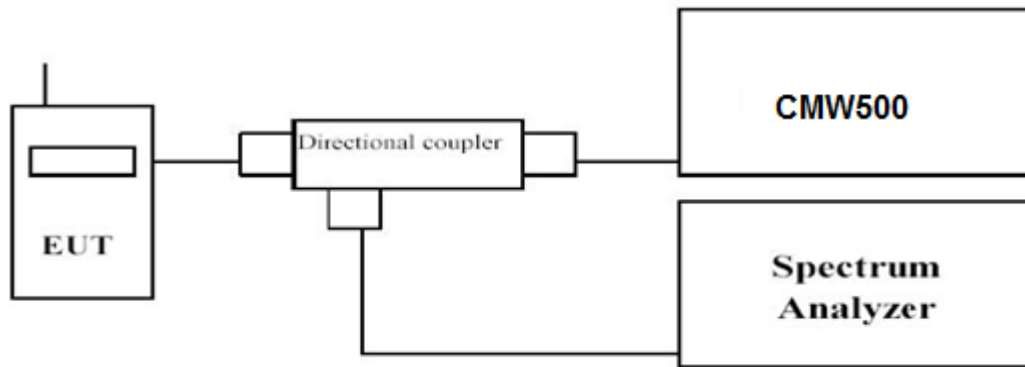 EUT
Directional coupler
CMW500
Spectrum
Analyzer